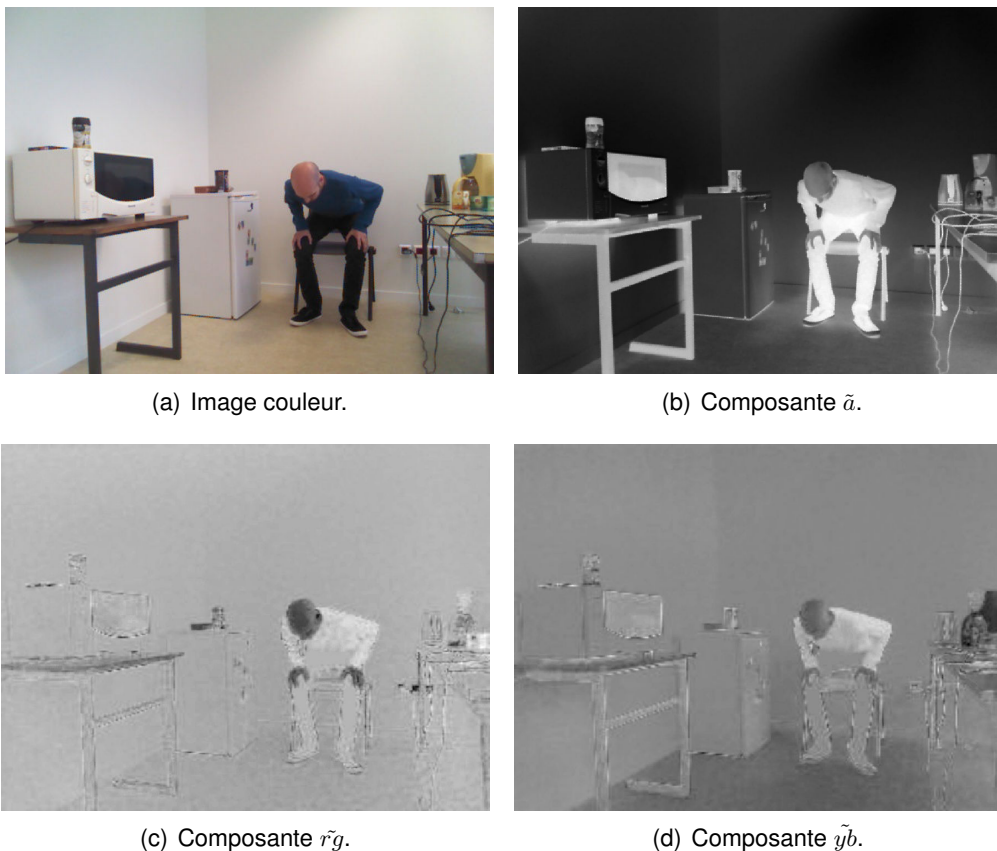 (a) Image couleur.
(b) Composante ã.
(c) Composante r̃g.
(d) Composante ỹb.